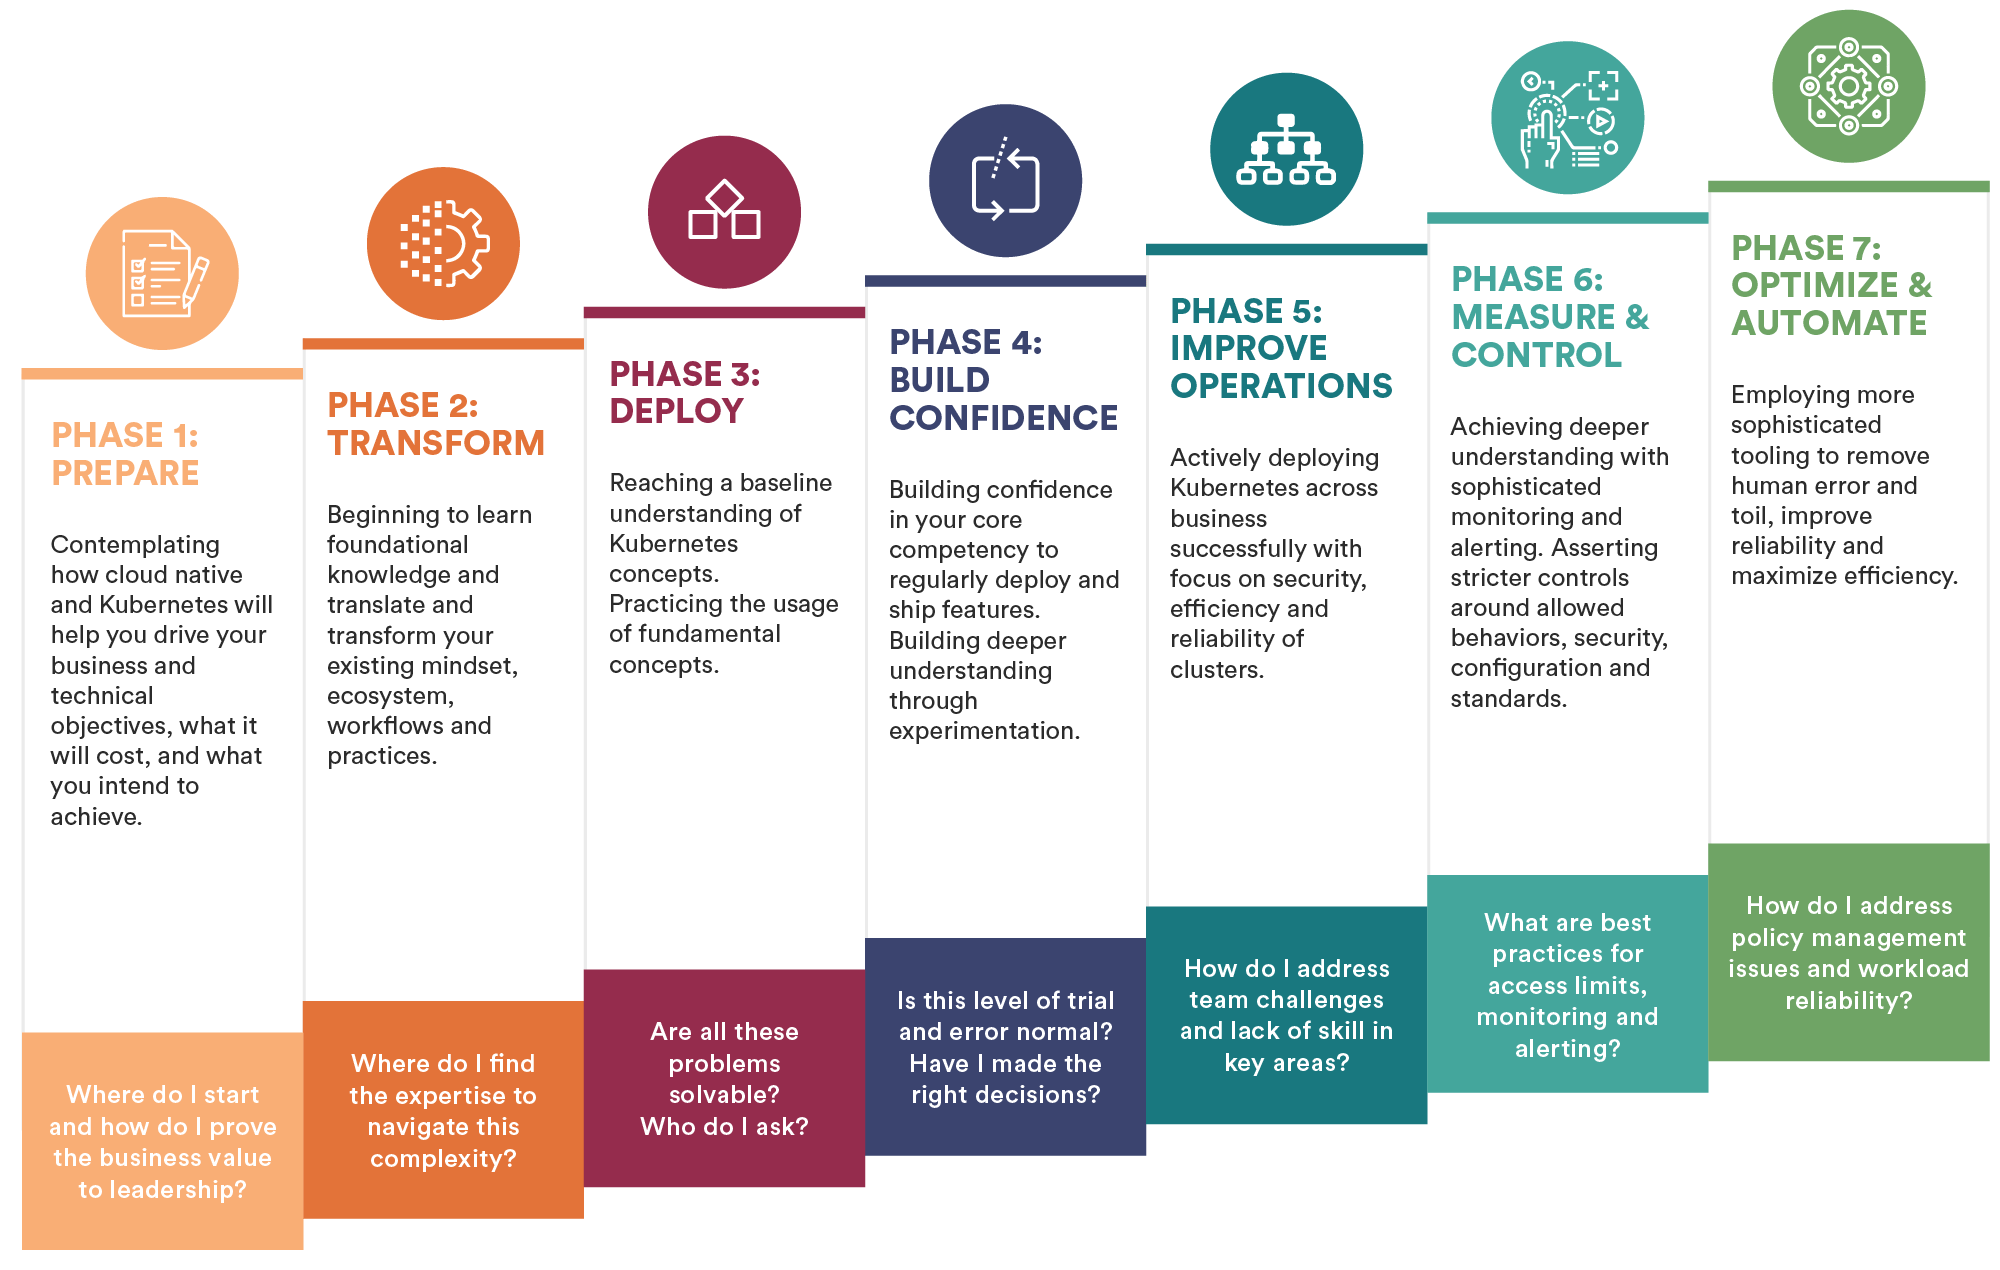 PHASE 1:
PREPARE
Contemplating
how cloud native
and Kubernetes will
help you drive your
business and
technical
objectives, what it
will cost, and what
you intend to
achieve.
Where do I start
and how do I prove
the business value
to leadership?
PHASE 2:
TRANSFORM
Beginning to learn
foundational
knowledge and
translate and
transform your
existing mindset,
ecosystem,
workflows and
practices.
Where do I find
the expertise to
navigate this
complexity?
PHASE 3:
DEPLOY
Reaching a baseline
understanding of
Kubernetes
concepts.
Practicing the usage
of fundamental
concepts.
Are all these
problems
solvable?
Who do I ask?
PHASE 4:
BUILD
CONFIDENCE
Building confidence
in your core
competency to
regularly deploy and
ship features.
Building deeper
understanding
through
experimentation.
Is this level of trial
and error normal?
Have I made the
right decisions?
PHASE 5:
IMPROVE
OPERATIONS
Actively deploying
Kubernetes across
business
successfully with
focus on security,
efficiency and
reliability of
clusters.
How do I address
team challenges
and lack of skill in
key areas?
PHASE 6:
MEASURE &
CONTROL
Achieving deeper
understanding with
sophisticated
monitoring and
alerting. Asserting
stricter controls
around allowed
behaviors, security,
configuration and
standards.
What are best
practices for
access limits,
monitoring and
alerting?
PHASE 7:
OPTIMIZE &
AUTOMATE
Employing more
sophisticated
tooling to remove
human error and
toil, improve
reliability and
maximize efficiency.
How do I address
policy management
issues and workload
reliability?